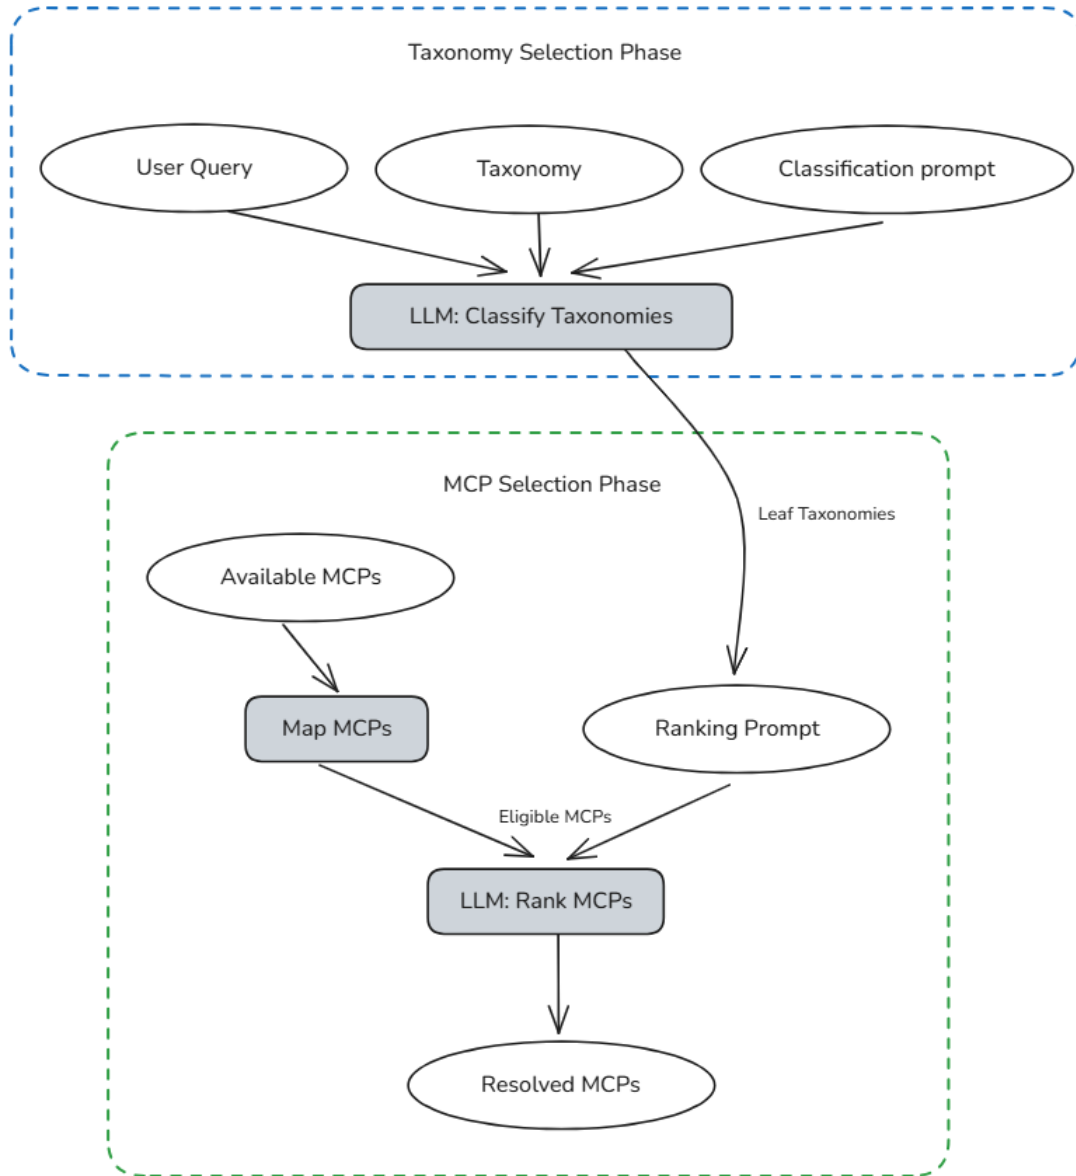 Taxonomy Selection Phase
User Query
Taxonomy
Classification prompt
LLM: Classify Taxonomies
MCP Selection Phase
Leaf Taxonomies
Available MCPs
Map MCPs
Ranking Prompt
Eligible MCPs
LLM: Rank MCPs
Resolved MCPs